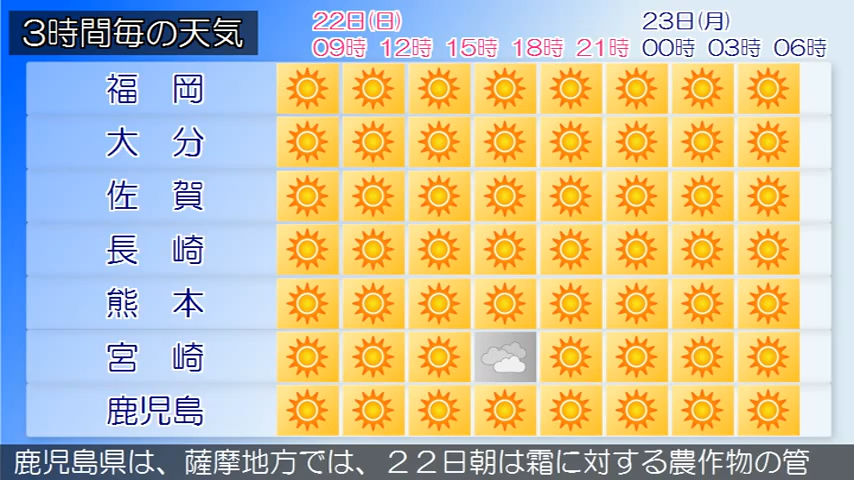 3時間毎の天気
22日(日) 23日(月)
09時 12時 15時 18時 21時 00時 03時 06時
福岡
大分
佐賀
長崎
熊本
宮崎
鹿児島
鹿児島県は、薩摩地方では、２２日朝は霜に対する農作物の管